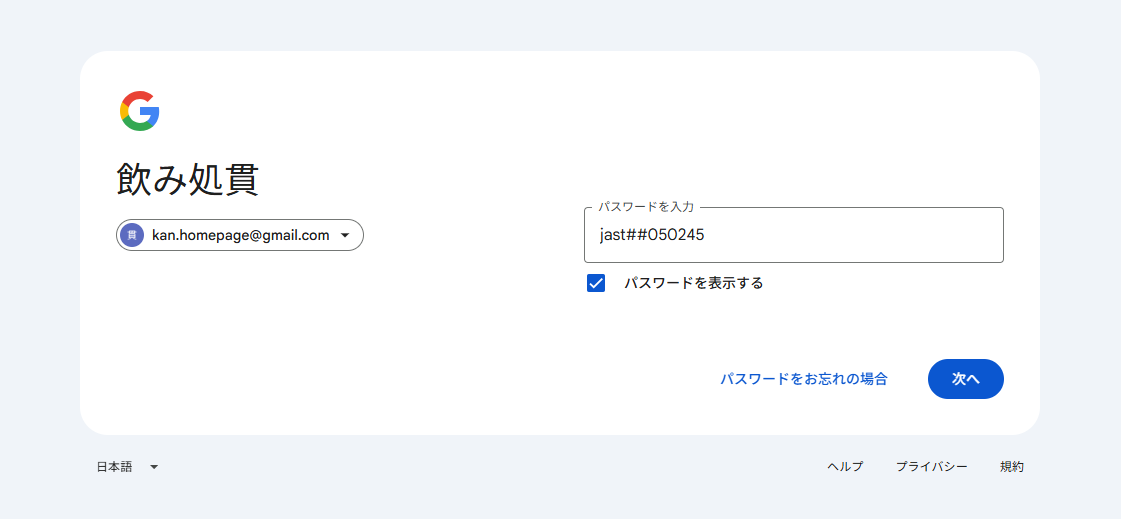 飲み処貫
貫 kan.homepage@gmail.com
パスワードを入力
jast##050245
パスワードを表示する
パスワードをお忘れの場合
次へ
日本語
ヘルプ プライバシー 規約